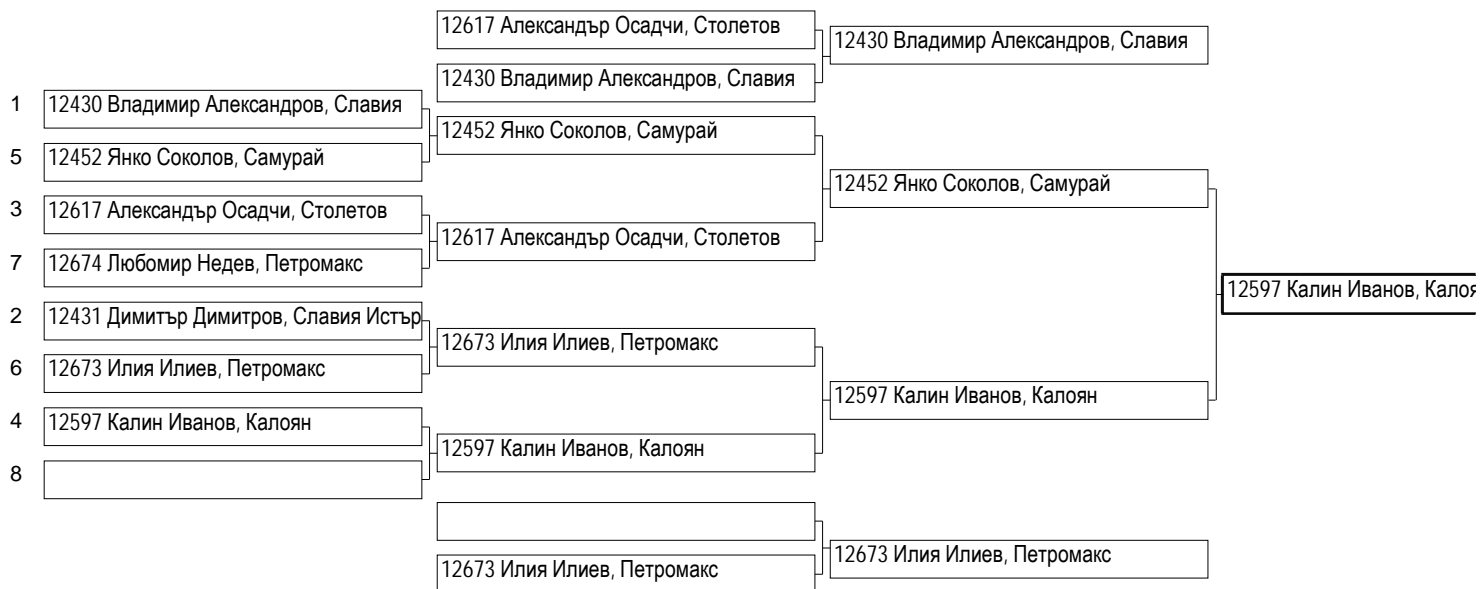 12617 Александър Осадчи, Столетов
12430 Владимир Александров, Славия
12430 Владимир Александров, Славия
1 12430 Владимир Александров, Славия
12452 Янко Соколов, Самурай
5 12452 Янко Соколов, Самурай
12452 Янко Соколов, Самурай
3 12617 Александър Осадчи, Столетов
12617 Александър Осадчи, Столетов
7 12674 Любомир Недев, Петромакс
12597 Калин Иванов, Калоя
2 12431 Димитър Димитров, Славия Истър
12673 Илия Илиев, Петромакс
6 12673 Илия Илиев, Петромакс
12597 Калин Иванов, Калоян
4 12597 Калин Иванов, Калоян
12597 Калин Иванов, Калоян
8
12673 Илия Илиев, Петромакс
12673 Илия Илиев, Петромакс